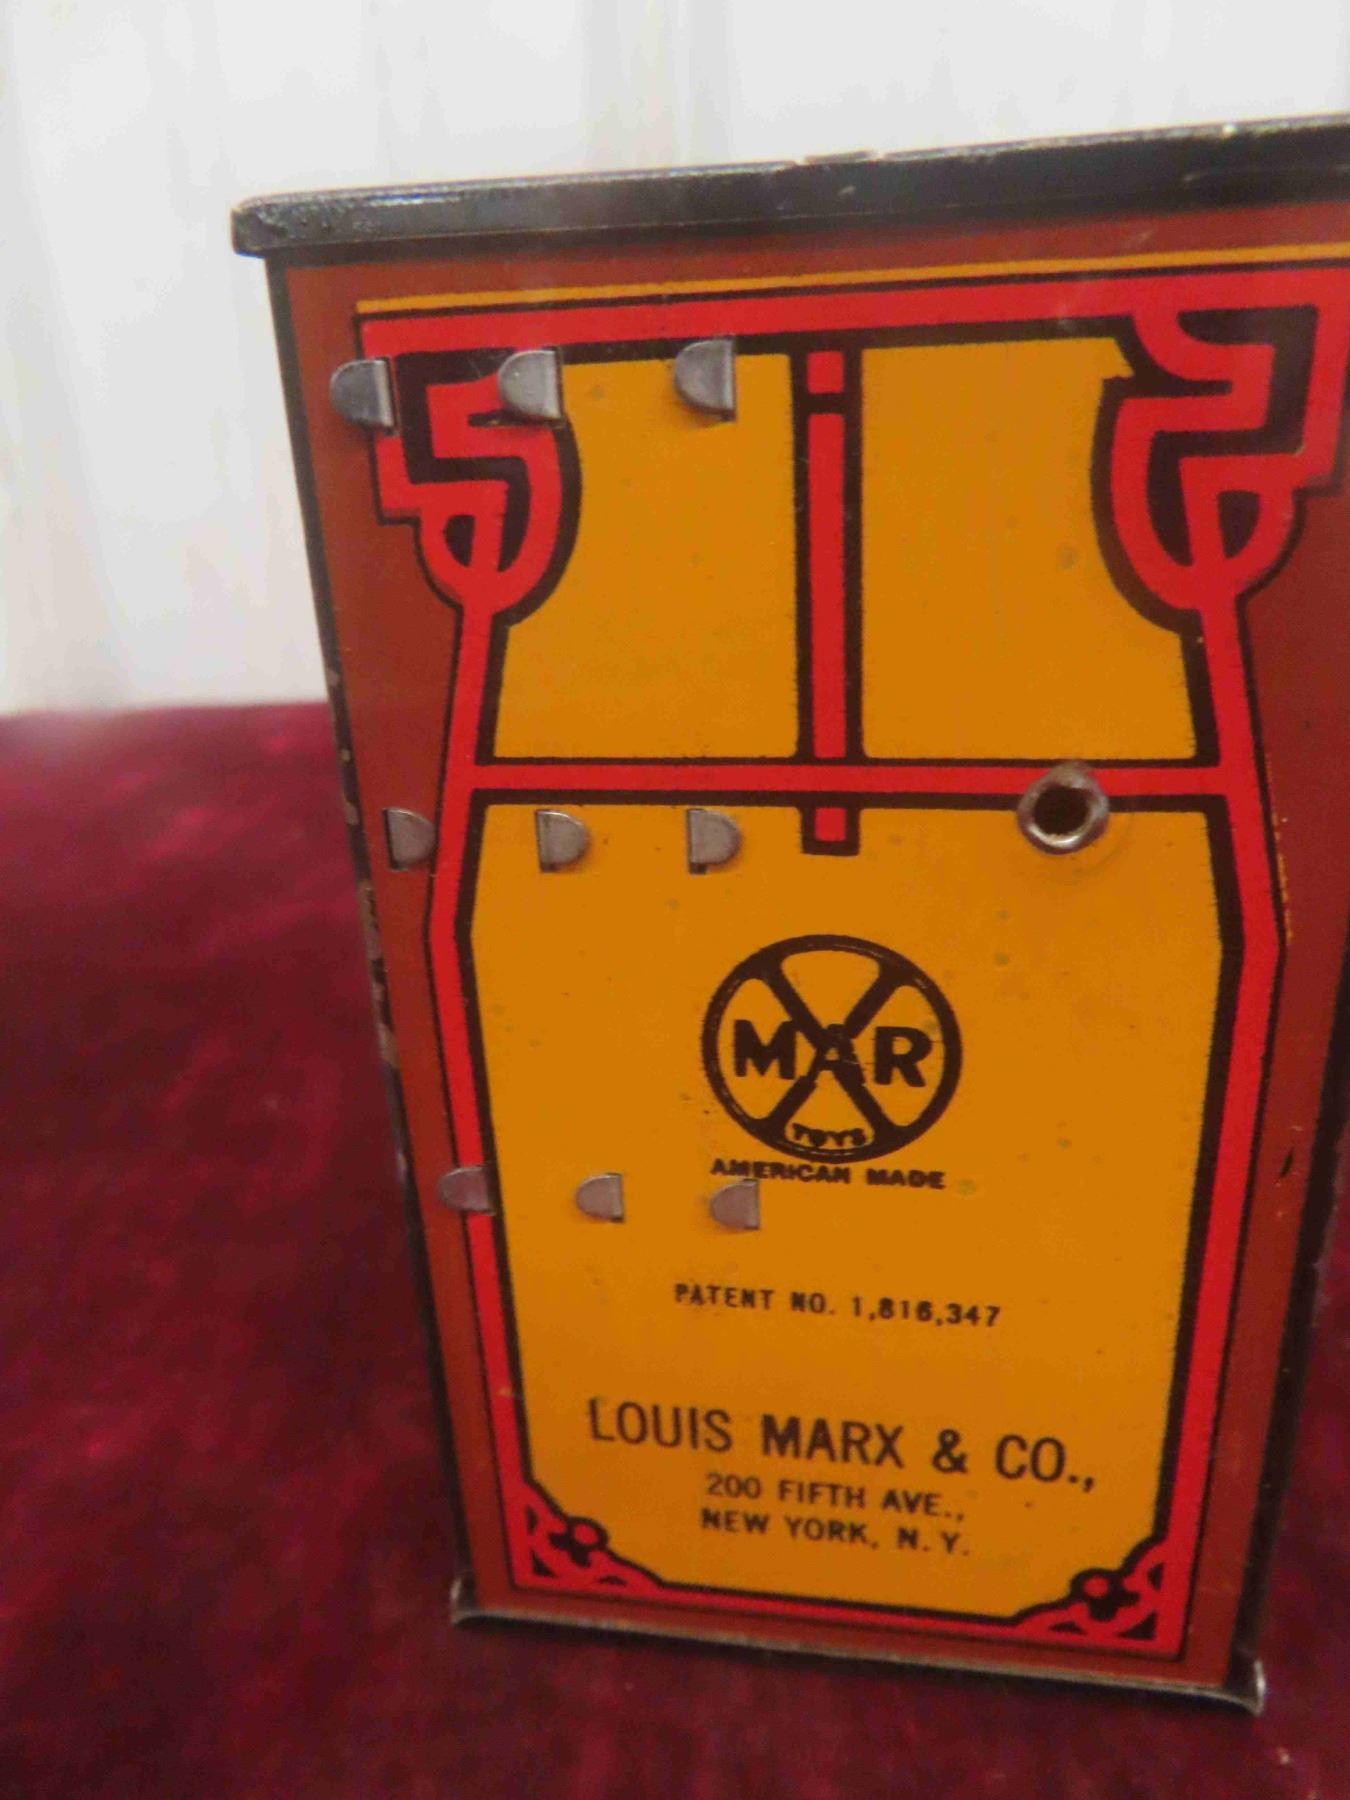 MAR
TOYS
AMERICAN MADE
PATENT NO. 1,816,347
LOUIS MARX & CO.,
200 FIFTH AVE.,
NEW YORK, N. Y.